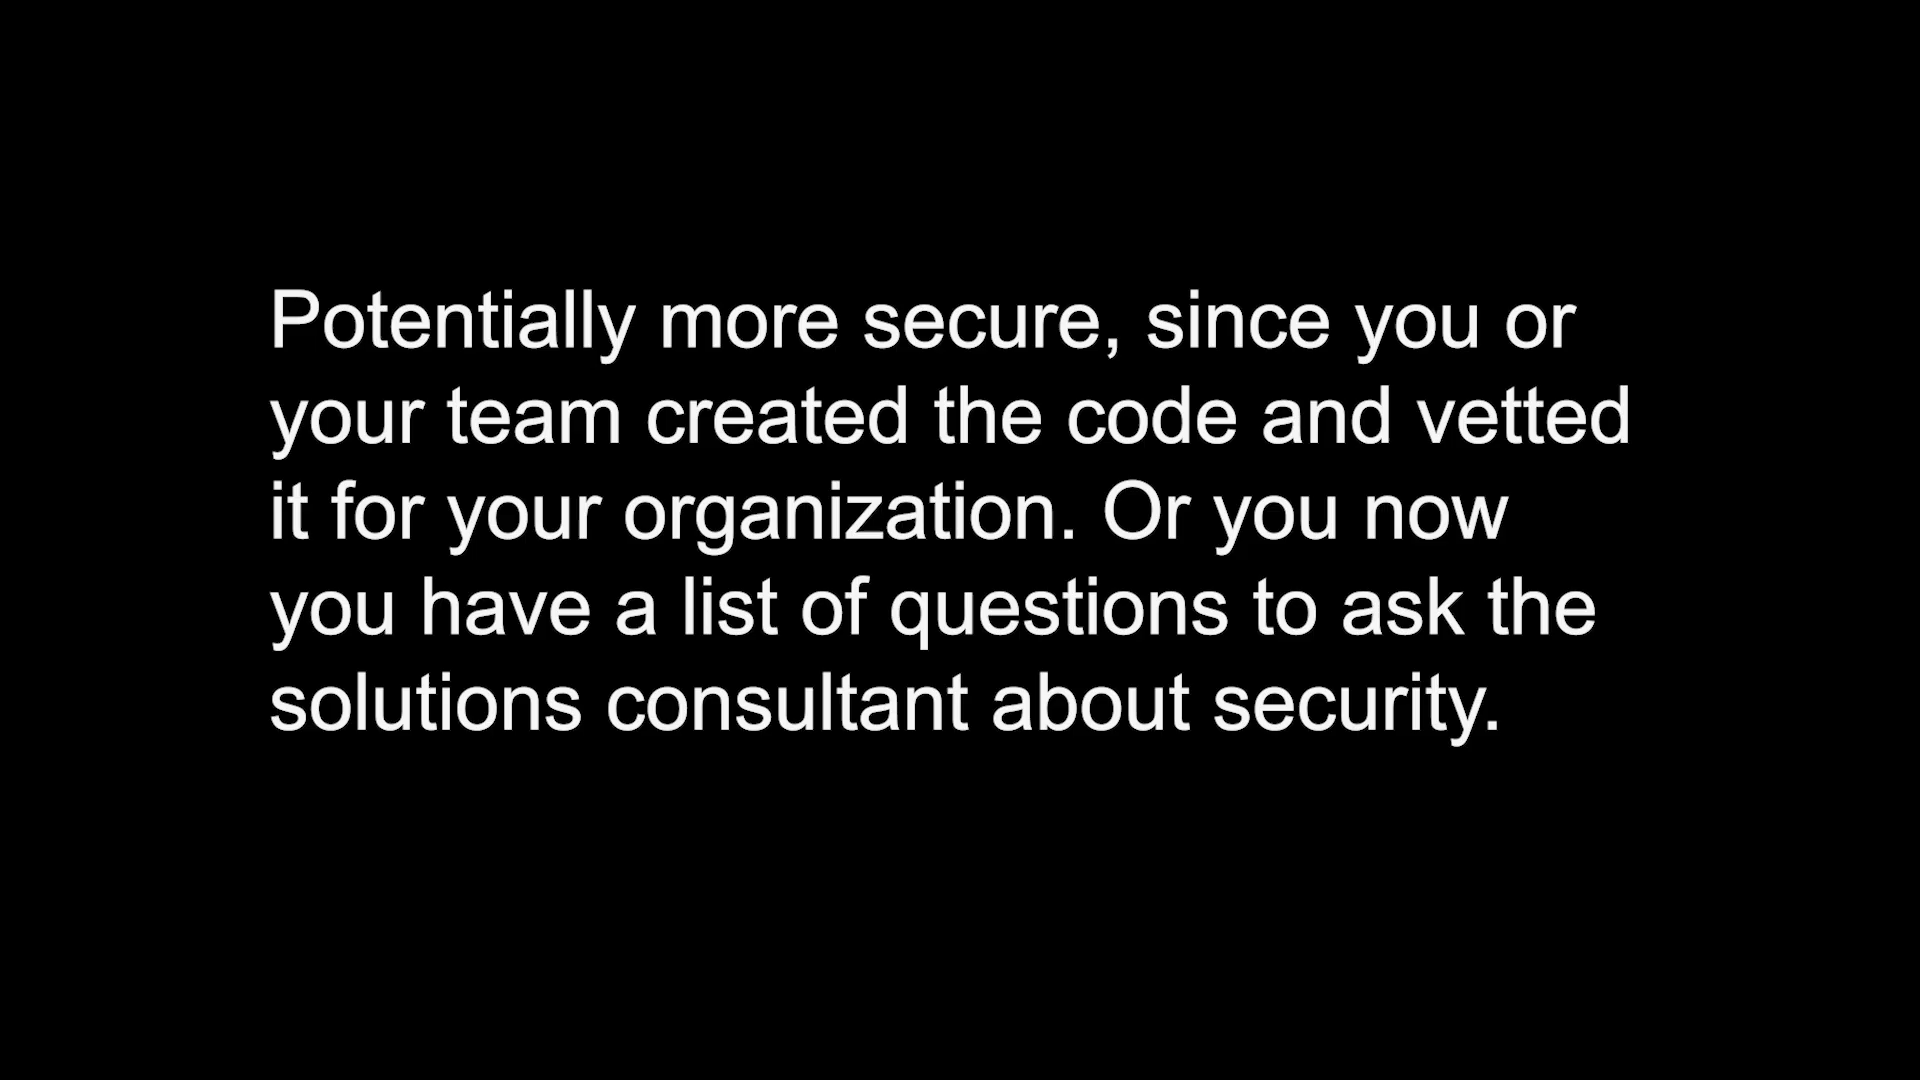 Potentially more secure, since you or
your team created the code and vetted
it for your organization. Or you now
you have a list of questions to ask the
solutions consultant about security.